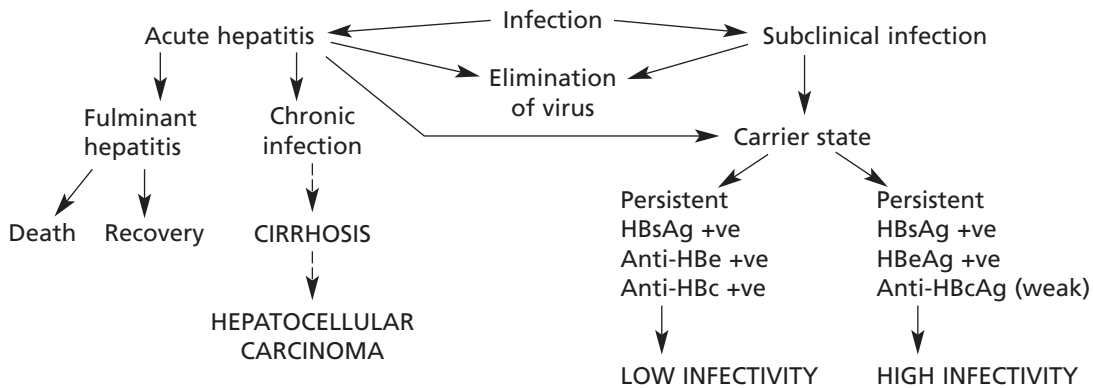 Infection
Acute hepatitis
Subclinical infection
Elimination
of virus
Fulminant
hepatitis
Chronic
infection
Carrier state
Death
Recovery
CIRRHOSIS
HEPATOCELLULAR
CARCINOMA
Persistent
HBsAg +ve
Anti-HBe +ve
Anti-HBc +ve
LOW INFECTIVITY
Persistent
HBsAg +ve
HBeAg +ve
Anti-HBcAg (weak)
HIGH INFECTIVITY